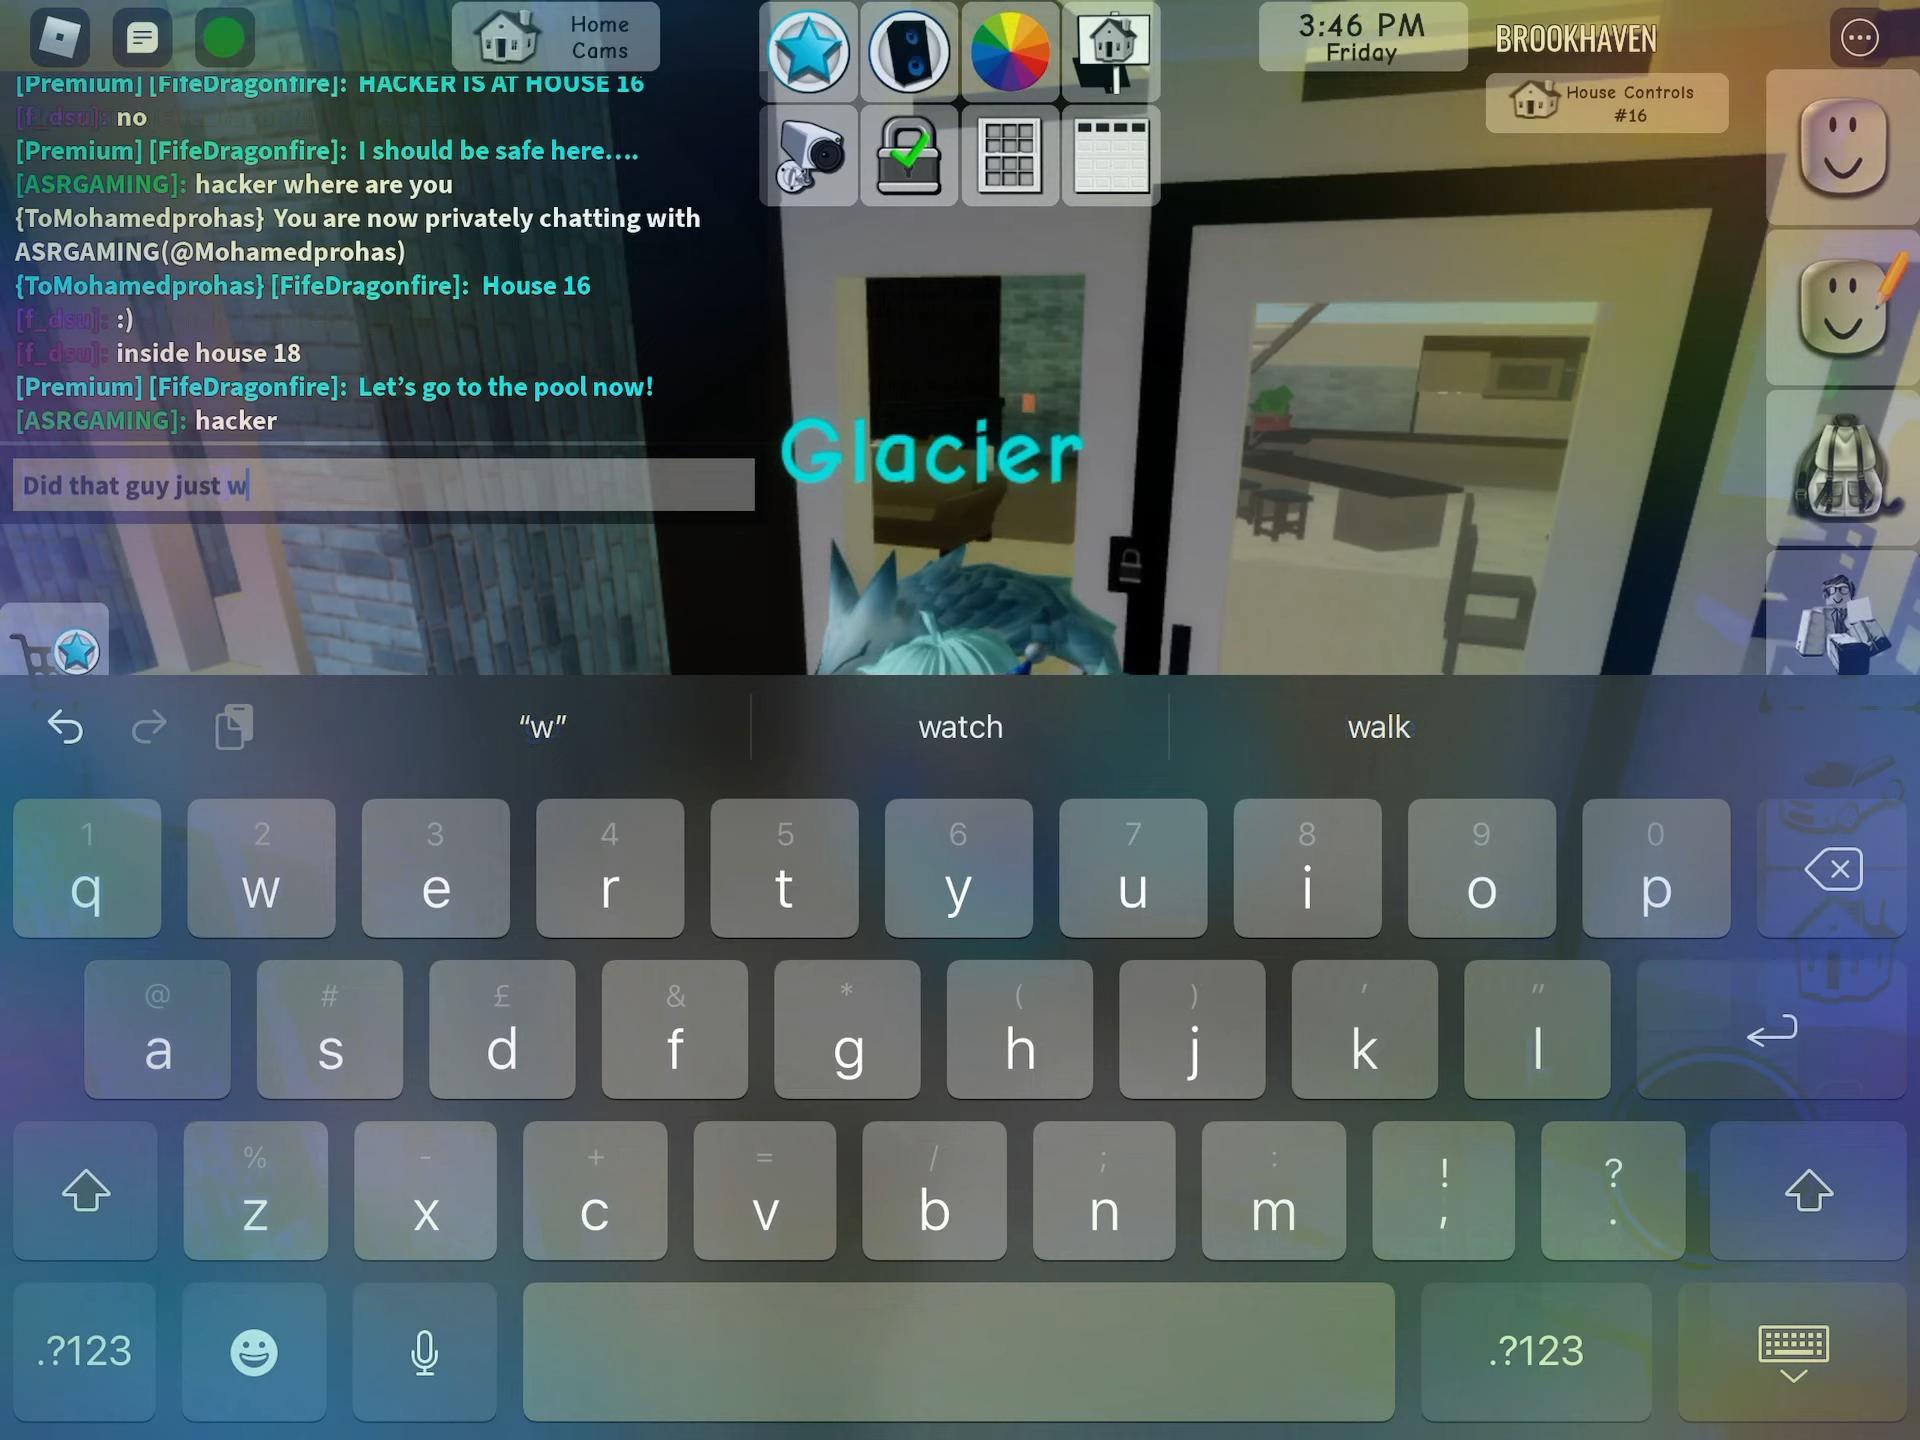 Home
Cams
3:46 PM
Friday
BROOKHAVEN
House Controls
#16
[Premium] [FifeDragonfire]: HACKER IS AT HOUSE 16
[f_dsu]: no
[Premium] [FifeDragonfire]: I should be safe here....
[ASRGAMING]: hacker where are you
{ToMohamedprohas} You are now privately chatting with
ASRGAMING(@Mohamedprohas)
{ToMohamedprohas} [FifeDragonfire]: House 16
[f_dsu]: :)
[f_dsu]: inside house 18
[Premium] [FifeDragonfire]: Let’s go to the pool now!
[ASRGAMING]: hacker
Did that guy just w
Glacier
“w” watch walk
1 2 3 4 5 6 7 8 9 0
q w e r t y u i o p
@ # £ & * ( ) ’ ”
a s d f g h j k l
% - + = / ; : ! ?
z x c v b n m , .
.?123 .?123